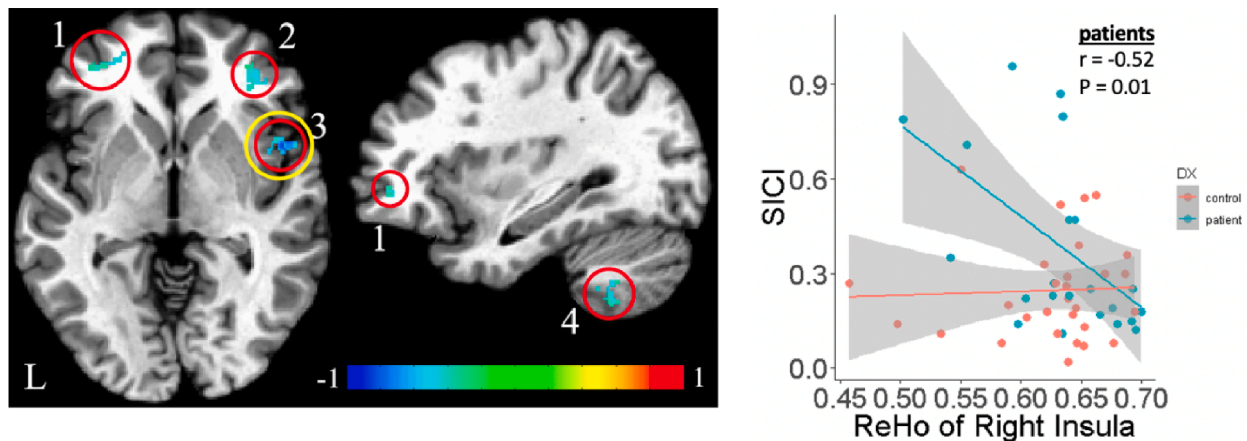 1
2
3
L
1
4
-1
1
patients
r = -0.52
P = 0.01
SICI
0.9
0.6
0.3
0.0
0.45 0.50 0.55 0.60 0.65 0.70
ReHo of Right Insula
DX
control
patient